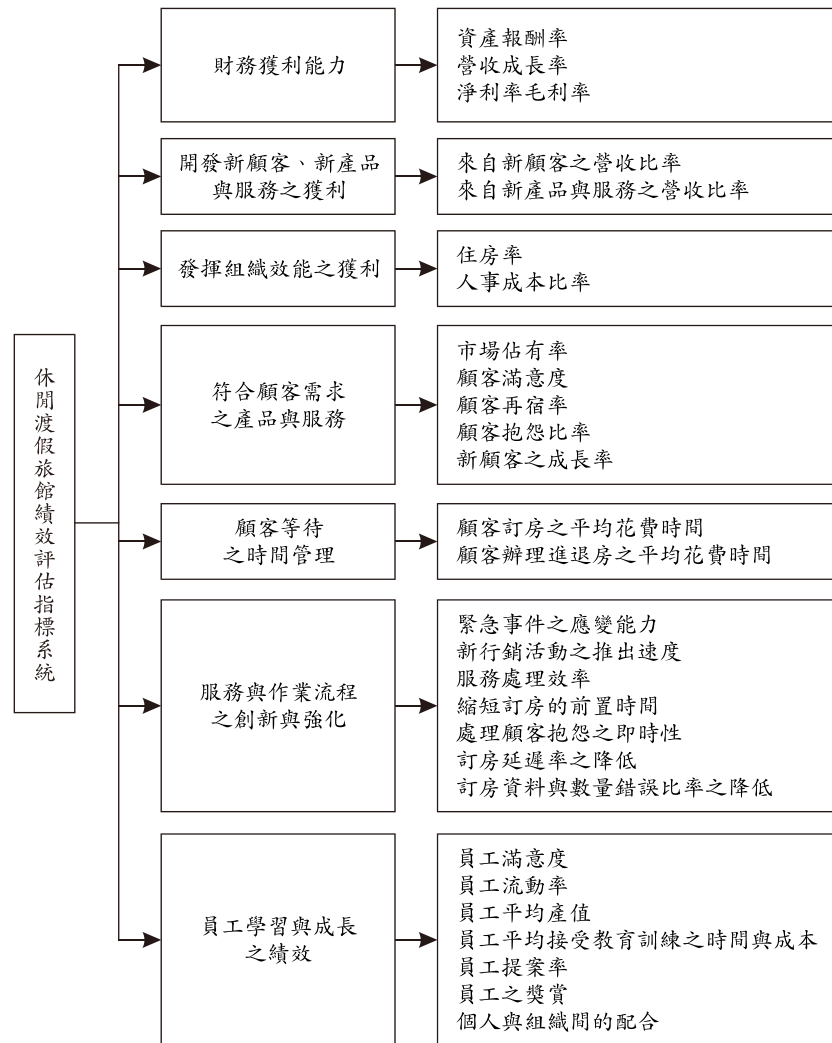 休閒渡假旅館績效評估指標系統
財務獲利能力
資產報酬率
營收成長率
淨利率毛利率
開發新顧客、新產品
與服務之獲利
來自新顧客之營收比率
來自新產品與服務之營收比率
發揮組織效能之獲利
住房率
人事成本比率
符合顧客需求
之產品與服務
市場佔有率
顧客滿意度
顧客再宿率
顧客抱怨比率
新顧客之成長率
顧客等待
之時間管理
顧客訂房之平均花費時間
顧客辦理進退房之平均花費時間
服務與作業流程
之創新與強化
緊急事件之應變能力
新行銷活動之推出速度
服務處理效率
縮短訂房的前置時間
處理顧客抱怨之即時性
訂房延遲率之降低
訂房資料與數量錯誤比率之降低
員工學習與成長
之績效
員工滿意度
員工流動率
員工平均產值
員工平均接受教育訓練之時間與成本
員工提案率
員工之獎賞
個人與組織間的配合